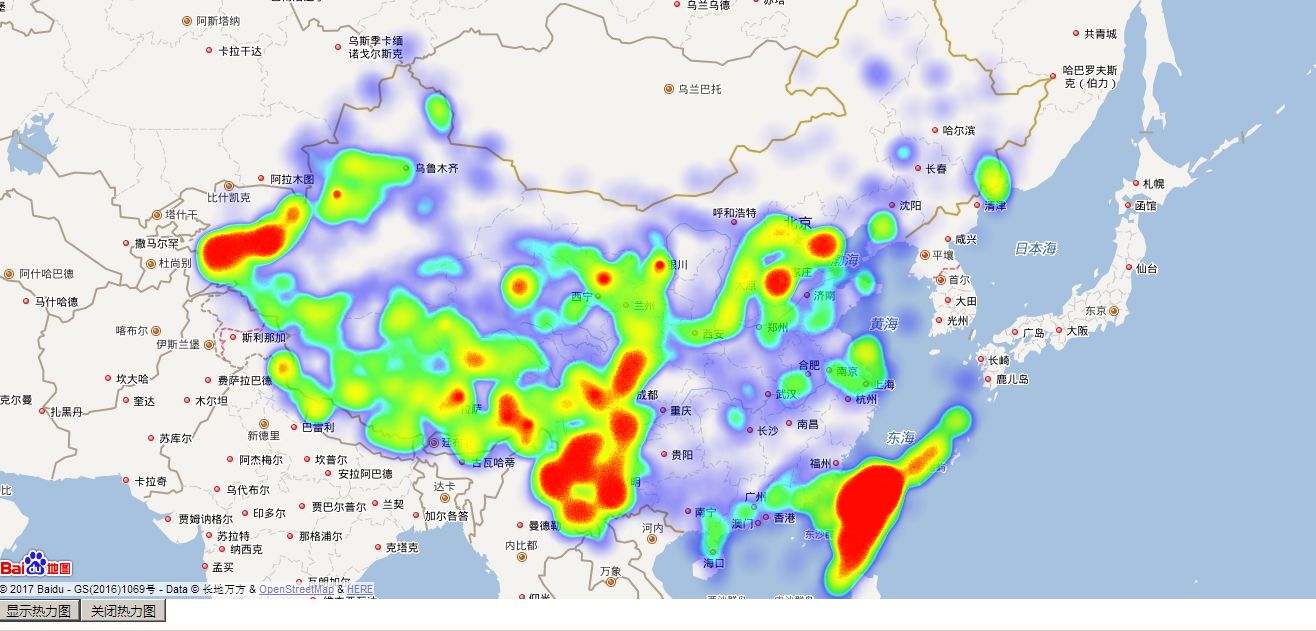 乌兰乌德
阿斯塔纳
乌斯季卡缅
诺戈尔斯克
卡拉干达
共青城
哈巴罗夫斯
克（伯力）
乌兰巴托
哈尔滨
长春
乌鲁木齐
阿拉木图
比什凯克
札幌
函馆
沈阳
清津
呼和浩特
北京
塔什干
撒马尔罕
杜尚别
阿什哈巴德
马什哈德
咸兴
平壤
日本海
渤海
银川
仙台
首尔
西宁
兰州
济南
大田
东京
光州
黄海
喀布尔
斯利那加
伊斯兰堡
西安
郑州
广岛
大阪
长崎
鹿儿岛
合肥
南京
上海
杭州
武汉
坎大哈
费萨拉巴德
克尔曼
扎黑丹
奎达
木尔坦
拉萨
成都
重庆
长沙
南昌
新德里
巴雷利
苏库尔
东海
贵阳
福州
阿杰梅尔
坎普尔
安拉阿巴德
古瓦哈蒂
卡拉奇
乌代布尔
达卡
广州
南宁
澳门
香港
贾姆讷格尔
印多尔
贾巴尔普尔
兰契
加尔各答
曼德勒
河内
海口
苏拉特
纳西克
那格浦尔
克塔克
内比都
万象
孟买
Bai du 地图
© 2017 Baidu - GS(2016)1069号 - Data © 长地万方 & OpenStreetMap & HERE
显示热力图 关闭热力图